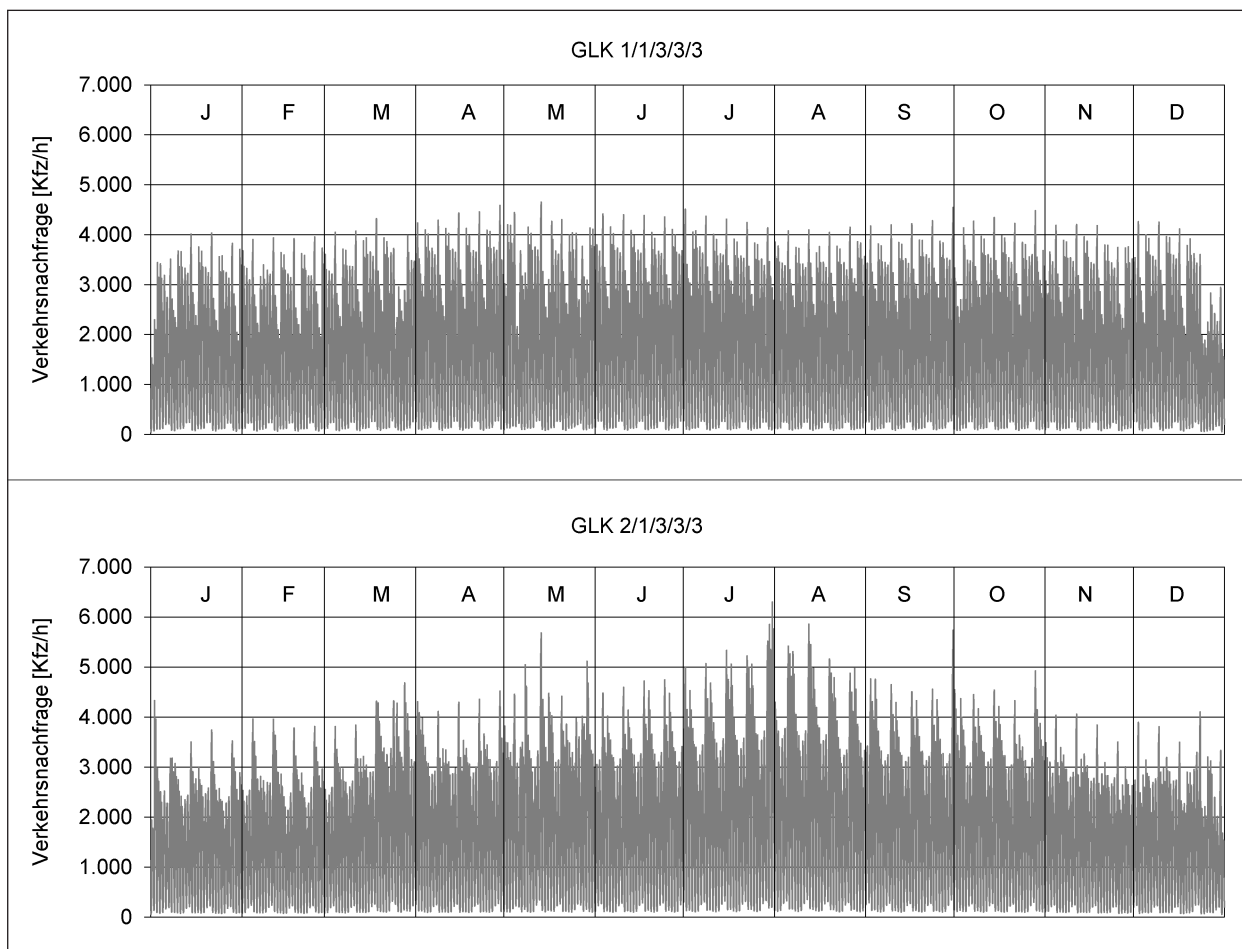 GLK 1/1/3/3/3
Verkehrsnachfrage [Kfz/h]
7.000
6.000
5.000
4.000
3.000
2.000
1.000
0
J F M A M J J A S O N D
GLK 2/1/3/3/3
Verkehrsnachfrage [Kfz/h]
7.000
6.000
5.000
4.000
3.000
2.000
1.000
0
J F M A M J J A S O N D